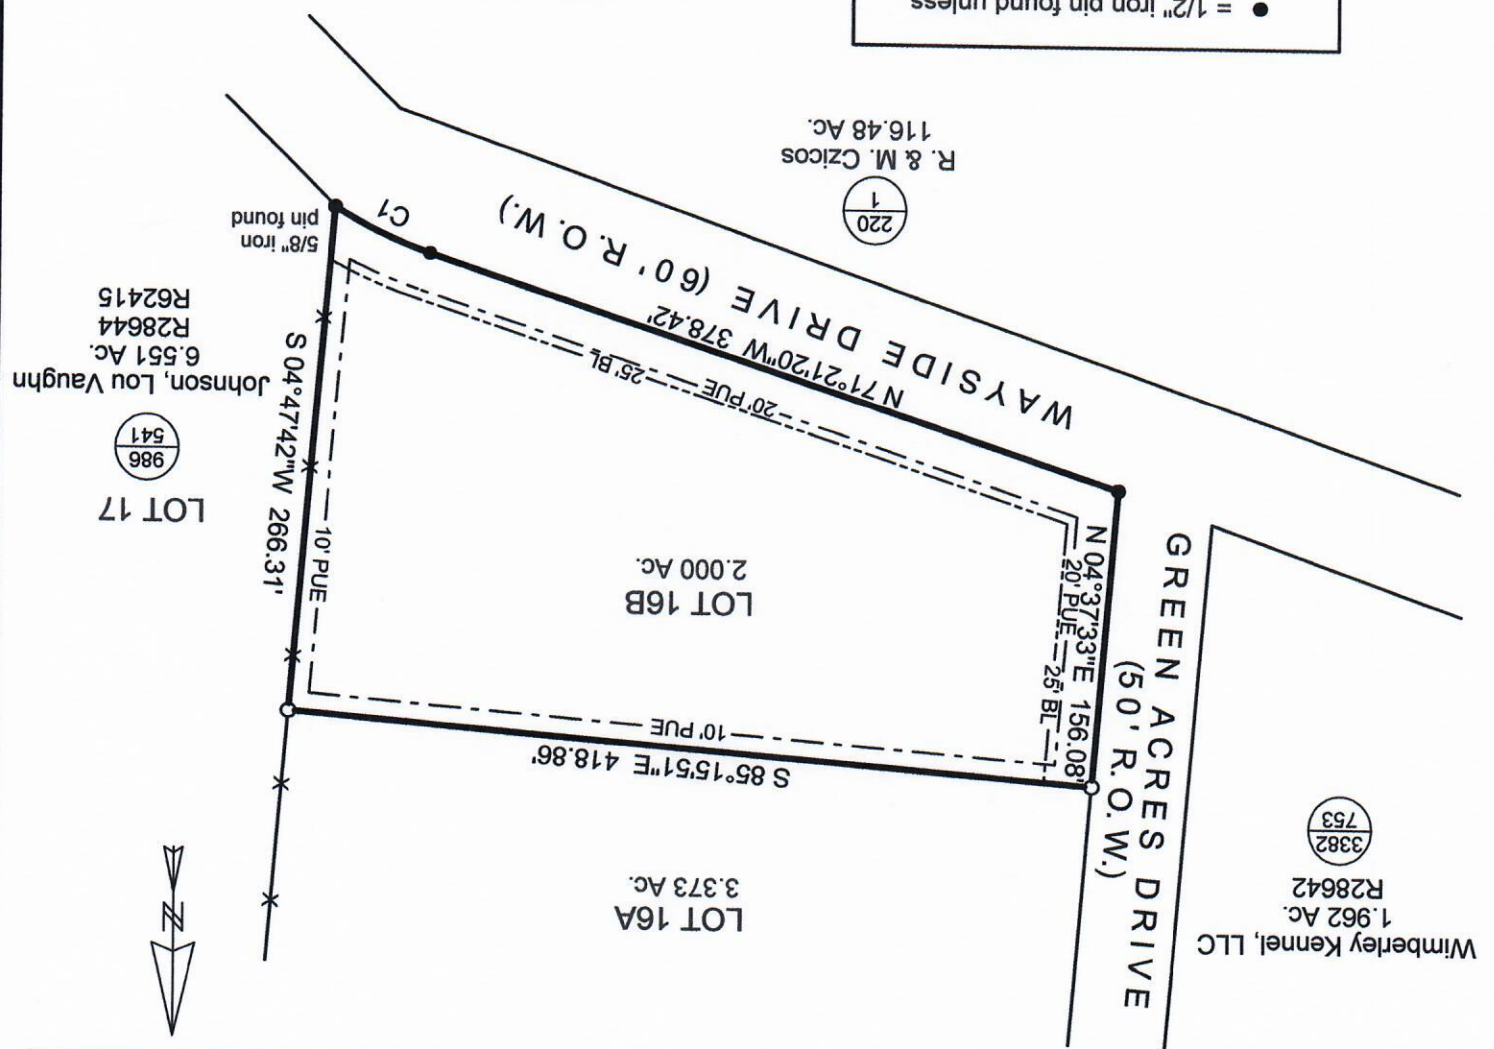 LOT 16A
3.373 Ac.
Wimberley Kennel, LLC
1.962 Ac.
R28642
3382
753
GREEN ACRES DRIVE
(50' R.O.W.)
S 85°15'51"E 418.86'
10' PUE
N 04°37'33"E 156.08'
20' PUE
25' BL
LOT 16B
2.000 Ac.
10' PUE
S 04°47'42"W 266.31'
LOT 17
986
541
Johnson, Lou Vaughn
6.551 Ac.
R28644
R62415
25' BL
20' PUE
N71°21'20"W 378.42'
WAYSIDE DRIVE (60' R.O.W.)
5/8" iron
pin found
C1
220
1
R. & M. Czicos
116.48 Ac.
N
= 1/2" iron pin found unless